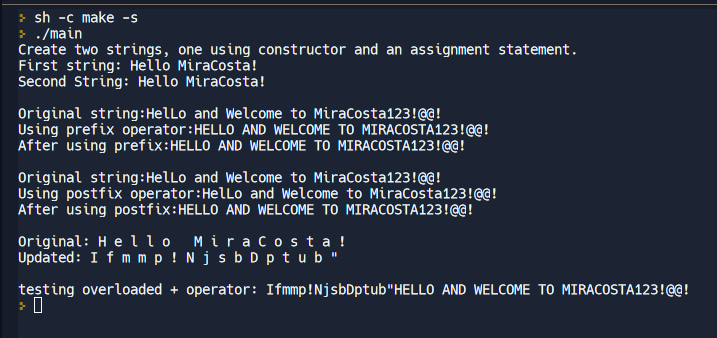 > sh -c make -s
> ./main
Create two strings, one using constructor and an assignment statement.
First string: Hello MiraCosta!
Second String: Hello MiraCosta!

Original string:HelLo and Welcome to MiraCosta123!@@!
Using prefix operator:HELLO AND WELCOME TO MIRACOSTA123!@@!
After using prefix:HELLO AND WELCOME TO MIRACOSTA123!@@!

Original string:HelLo and Welcome to MiraCosta123!@@!
Using postfix operator:HelLo and Welcome to MiraCosta123!@@!
After using postfix:HELLO AND WELCOME TO MIRACOSTA123!@@!

Original: H e l l o   M i r a C o s t a !
Updated: I f m m p ! N j s b D p t u b "

testing overloaded + operator: Ifmmp!NjsbDptub"HELLO AND WELCOME TO MIRACOSTA123!@@!
>